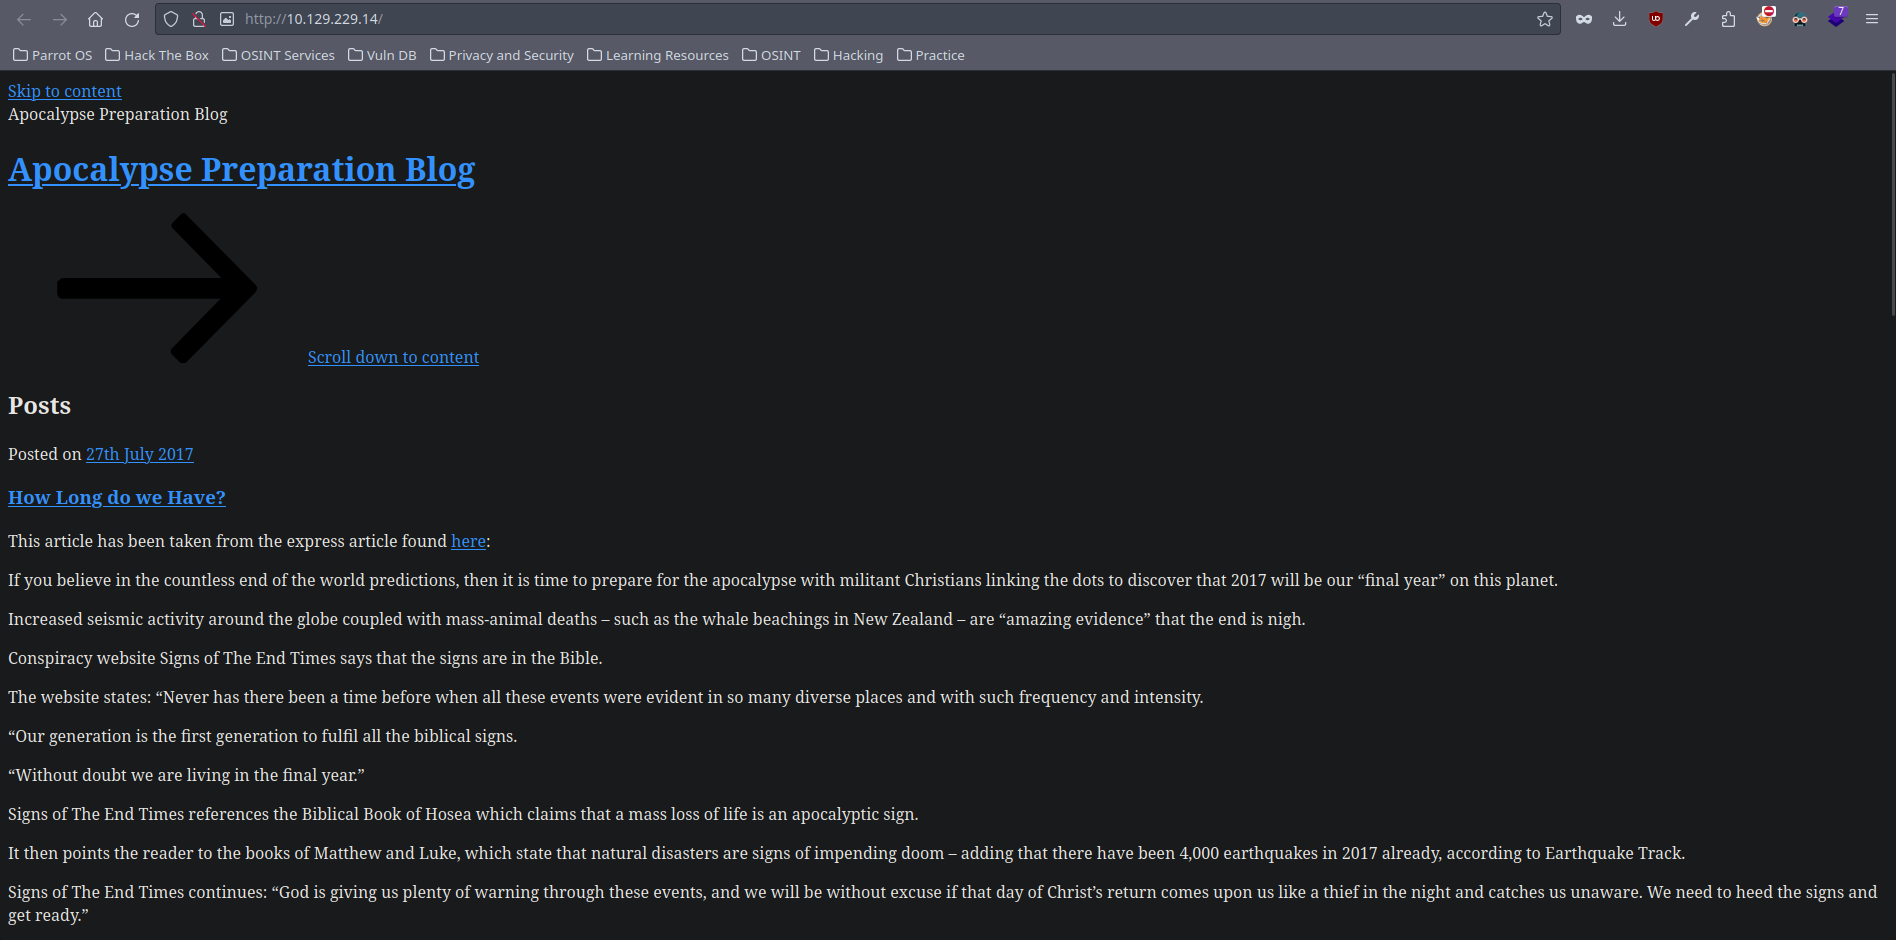 http://10.129.229.14/
7
Parrot OS
Hack The Box
OSINT Services
Vuln DB
Privacy and Security
Learning Resources
OSINT
Hacking
Practice
Skip to content
Apocalypse Preparation Blog
Apocalypse Preparation Blog
Scroll down to content
Posts
Posted on 27th July 2017
How Long do we Have?
This article has been taken from the express article found here:
If you believe in the countless end of the world predictions, then it is time to prepare for the apocalypse with militant Christians linking the dots to discover that 2017 will be our “final year” on this planet.
Increased seismic activity around the globe coupled with mass-animal deaths – such as the whale beachings in New Zealand – are “amazing evidence” that the end is nigh.
Conspiracy website Signs of The End Times says that the signs are in the Bible.
The website states: “Never has there been a time before when all these events were evident in so many diverse places and with such frequency and intensity.
“Our generation is the first generation to fulfil all the biblical signs.
“Without doubt we are living in the final year.”
Signs of The End Times references the Biblical Book of Hosea which claims that a mass loss of life is an apocalyptic sign.
It then points the reader to the books of Matthew and Luke, which state that natural disasters are signs of impending doom – adding that there have been 4,000 earthquakes in 2017 already, according to Earthquake Track.
Signs of The End Times continues: “God is giving us plenty of warning through these events, and we will be without excuse if that day of Christ’s return comes upon us like a thief in the night and catches us unaware. We need to heed the signs and
get ready.”